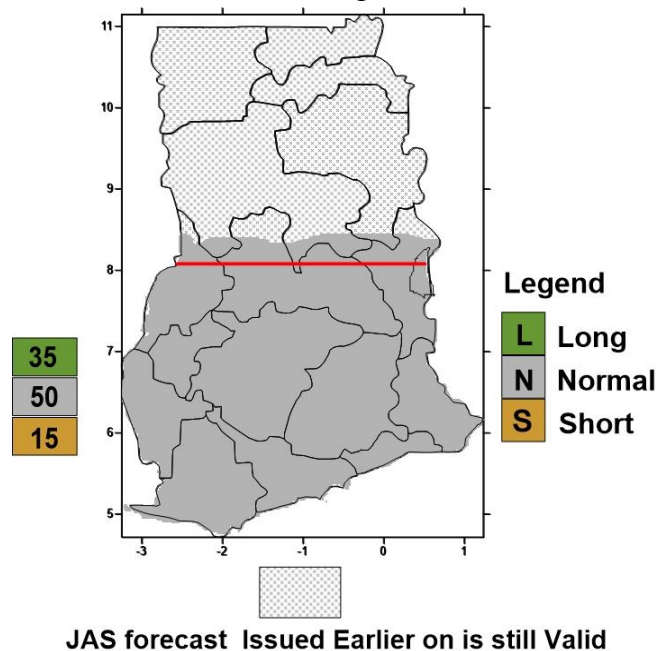 11
10
9
8
7
6
5
-3 -2 -1 0 1
35
50
15
Legend
L Long
N Normal
S Short
JAS forecast Issued Earlier on is still Valid